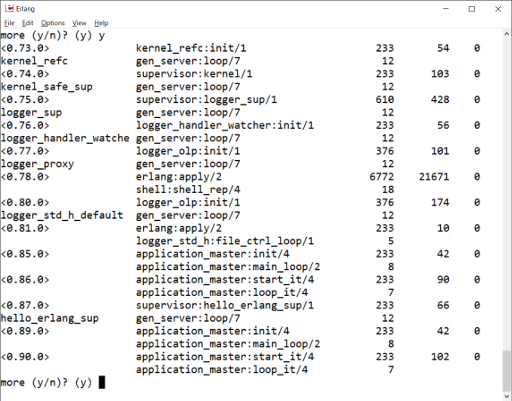 Erlang
File Edit Options View Help
more (y/n)? (y) y
<0.73.0> kernel_refc:init/1 233 54 0
kernel_refc gen_server:loop/7 12
<0.74.0> supervisor:kernel/1 233 103 0
kernel_safe_sup gen_server:loop/7 12
<0.75.0> supervisor:logger_sup/1 610 428 0
logger_sup gen_server:loop/7 12
<0.76.0> logger_handler_watcher:init/1 233 56 0
logger_handler_watche gen_server:loop/7 12
<0.77.0> logger_olp:init/1 376 101 0
logger_proxy gen_server:loop/7 12
<0.78.0> erlang:apply/2 6772 21671 0
shell:shell_rep/4 18
<0.80.0> logger_olp:init/1 376 174 0
logger_std_h_default gen_server:loop/7 12
<0.81.0> erlang:apply/2 233 10 0
logger_std_h:file_ctrl_loop/1 5
<0.85.0> application_master:init/4 233 42 0
application_master:main_loop/2 8
<0.86.0> application_master:start_it/4 233 90 0
application_master:loop_it/4 7
<0.87.0> supervisor:hello_erlang_sup/1 233 66 0
hello_erlang_sup gen_server:loop/7 12
<0.89.0> application_master:init/4 233 42 0
application_master:main_loop/2 8
<0.90.0> application_master:start_it/4 233 102 0
application_master:loop_it/4 7
more (y/n)? (y)